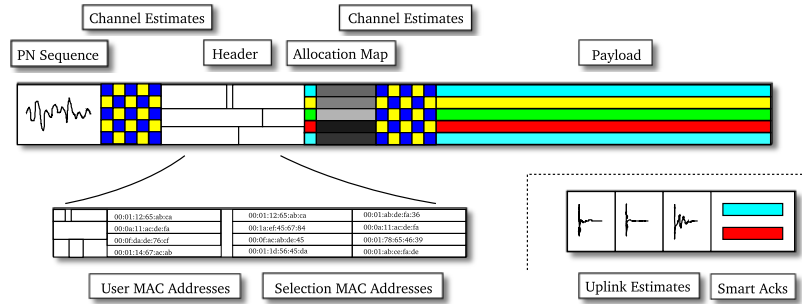 Channel Estimates
Channel Estimates
PN Sequence
Header
Allocation Map
Payload
00:01:12:65:ab:ca
00:01:12:65:ab:ca
00:01:ab:de:fa:36
00:0a:11:ac:de:fa
00:1a:ef:45:67:84
00:0a:11:ac:de:fa
00:0f:da:de:76:cf
00:0f:ac:ab:de:45
00:01:78:65:46:39
00:01:14:67:ac:ab
00:01:1d:56:45:da
00:01:ab:ce:fa:de
User MAC Addresses
Selection MAC Addresses
Uplink Estimates
Smart Acks